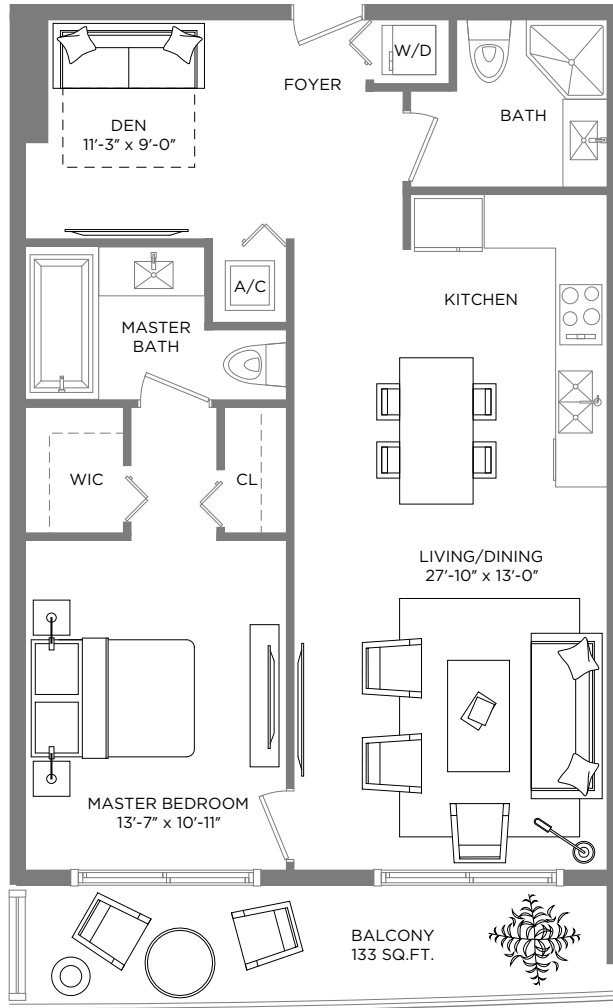 W/D
FOYER
BATH
DEN
11'-3" x 9'-0"
A/C
KITCHEN
MASTER
BATH
WIC
CL
LIVING/DINING
27'-10" x 13'-0"
MASTER BEDROOM
13'-7" x 10'-11"
BALCONY
133 SQ.FT.